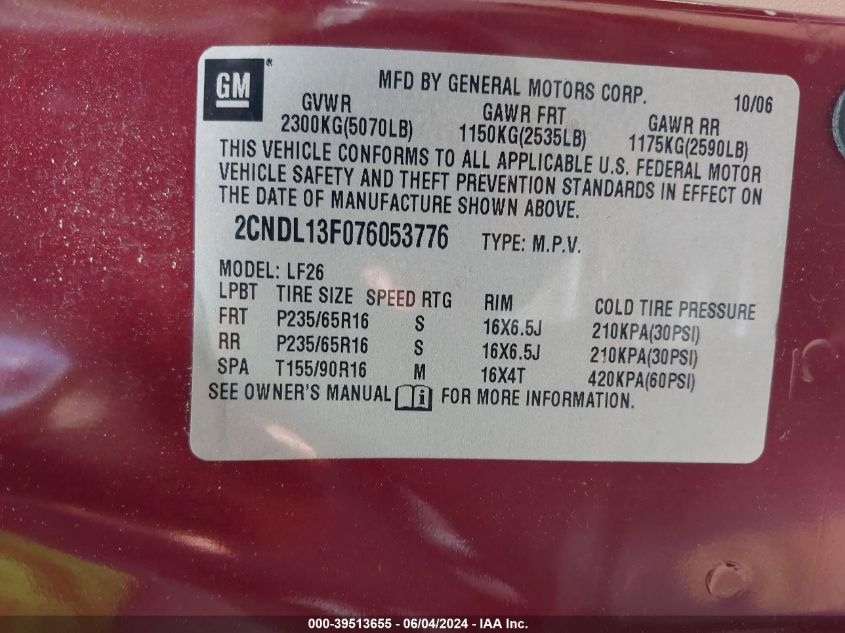 GM
MFD BY GENERAL MOTORS CORP. 10/06
GVWR GAWR FRT GAWR RR
2300KG(5070LB) 1150KG(2535LB) 1175KG(2590LB)
THIS VEHICLE CONFORMS TO ALL APPLICABLE U.S. FEDERAL MOTOR
VEHICLE SAFETY AND THEFT PREVENTION STANDARDS IN EFFECT ON
THE DATE OF MANUFACTURE SHOWN ABOVE.
2CNDL13F076053776 TYPE: M.P.V.
MODEL: LF26
LPBT TIRE SIZE SPEED RTG RIM COLD TIRE PRESSURE
FRT P235/65R16 S 16X6.5J 210KPA(30PSI)
RR P235/65R16 S 16X6.5J 210KPA(30PSI)
SPA T155/90R16 M 16X4T 420KPA(60PSI)
SEE OWNER'S MANUAL i FOR MORE INFORMATION.
000-39513655 - 06/04/2024 - IAA Inc.